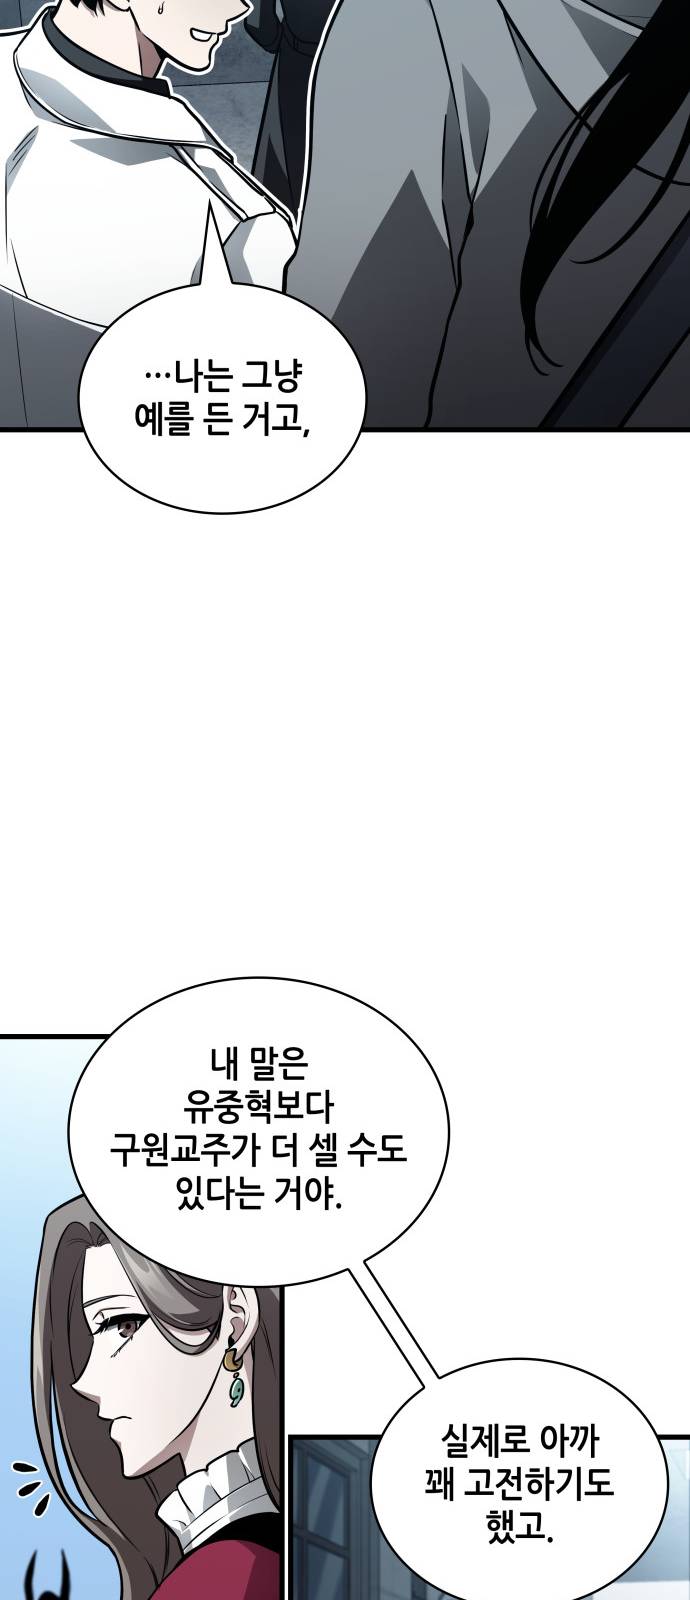 …나는 그냥
예를 든 거고,
내 말은
유중혁보다
구원교주가 더 셀 수도
있다는 거야.
실제로 아까
꽤 고전하기도
했고.